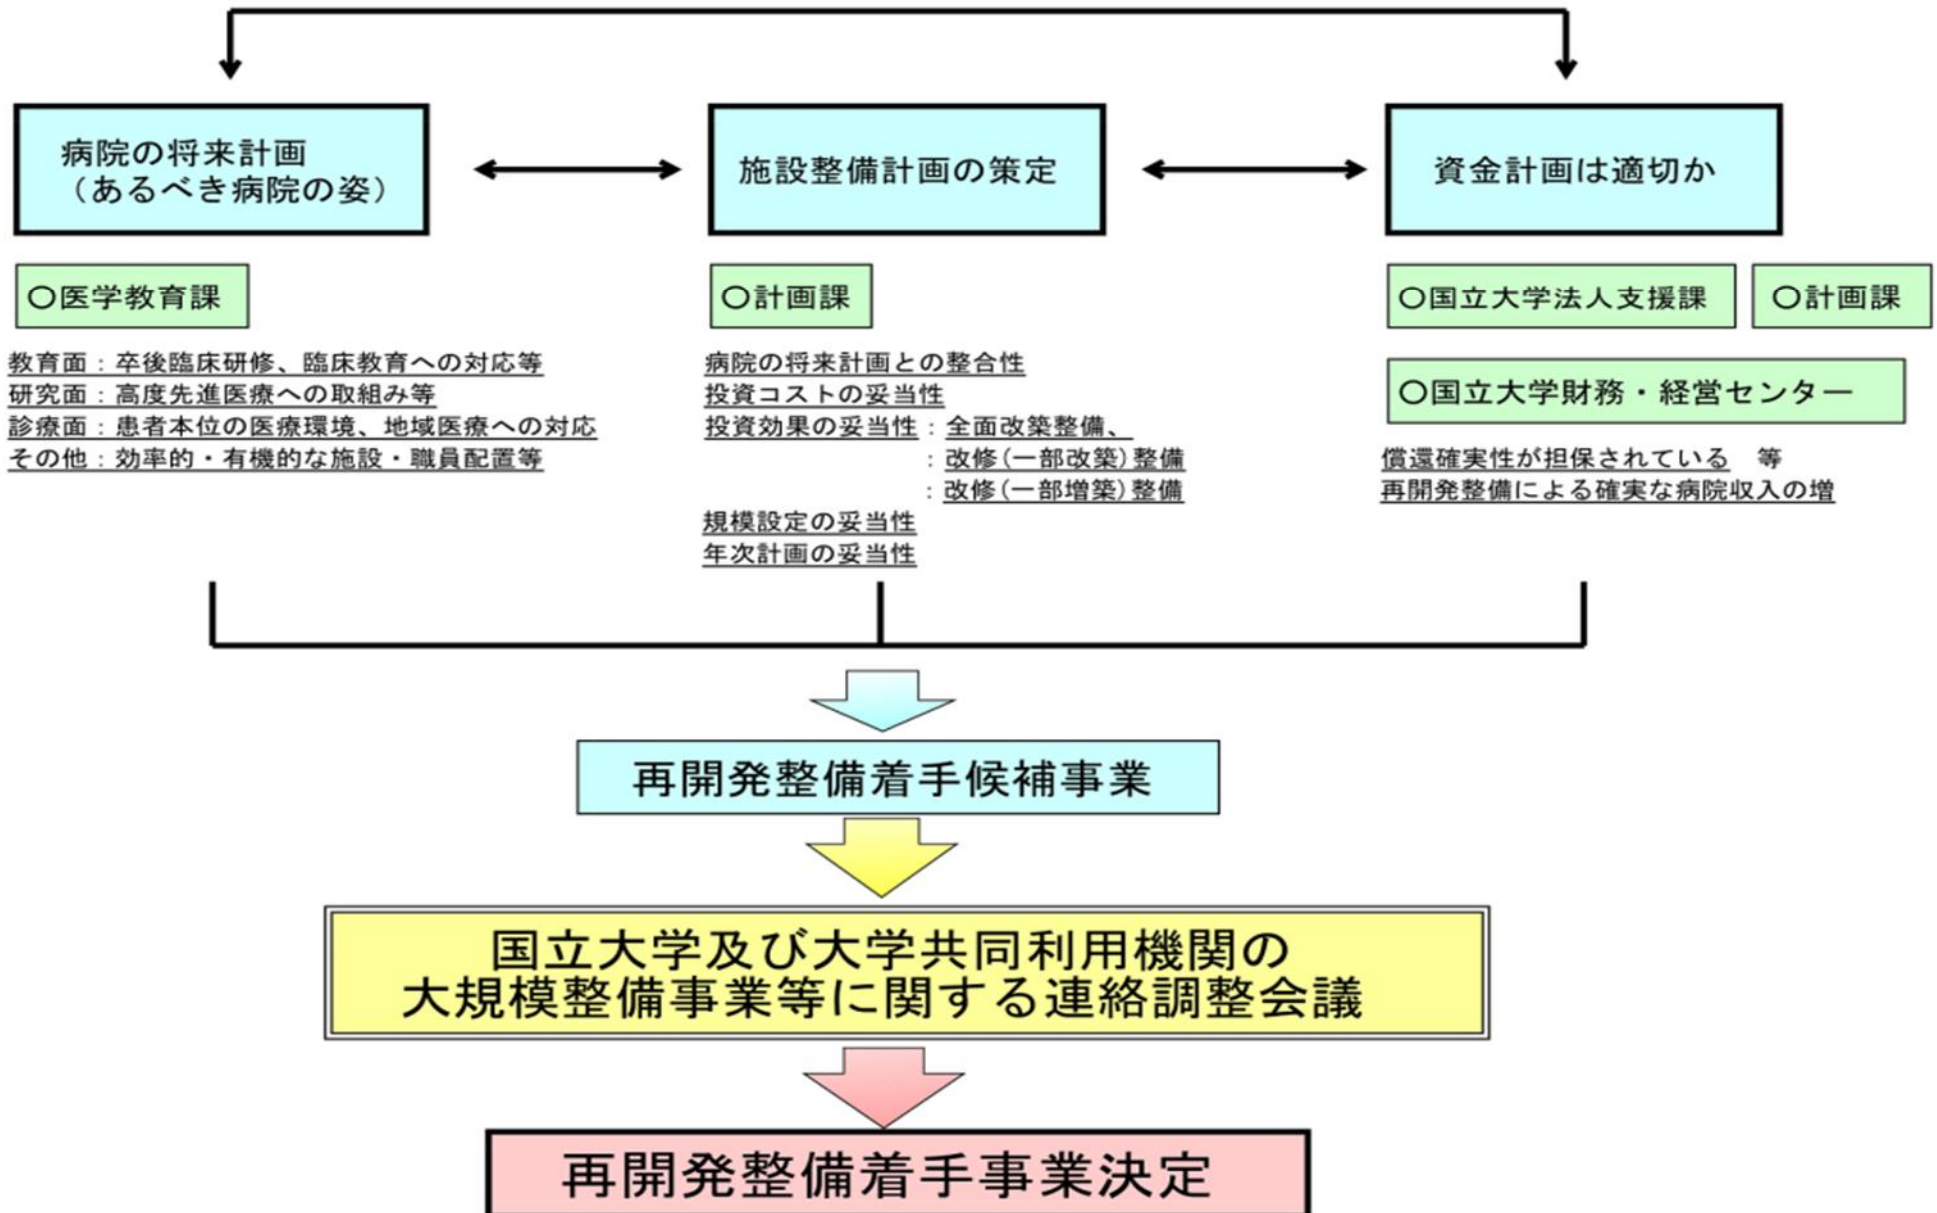 病院の将来計画
(あるべき病院の姿)
施設整備計画の策定
資金計画は適切か
○医学教育課
教育面：卒後臨床研修、臨床教育への対応等
研究面：高度先進医療への取組み等
診療面：患者本位の医療環境、地域医療への対応
その他：効率的・有機的な施設・職員配置等
○計画課
病院の将来計画との整合性
投資コストの妥当性
投資効果の妥当性：全面改築整備、
：改修(一部改築)整備
：改修(一部増築)整備
規模設定の妥当性
年次計画の妥当性
○国立大学法人支援課
○計画課
○国立大学財務・経営センター
償還確実性が担保されている　等
再開発整備による確実な病院収入の増
再開発整備着手候補事業
国立大学及び大学共同利用機関の
大規模整備事業等に関する連絡調整会議
再開発整備着手事業決定